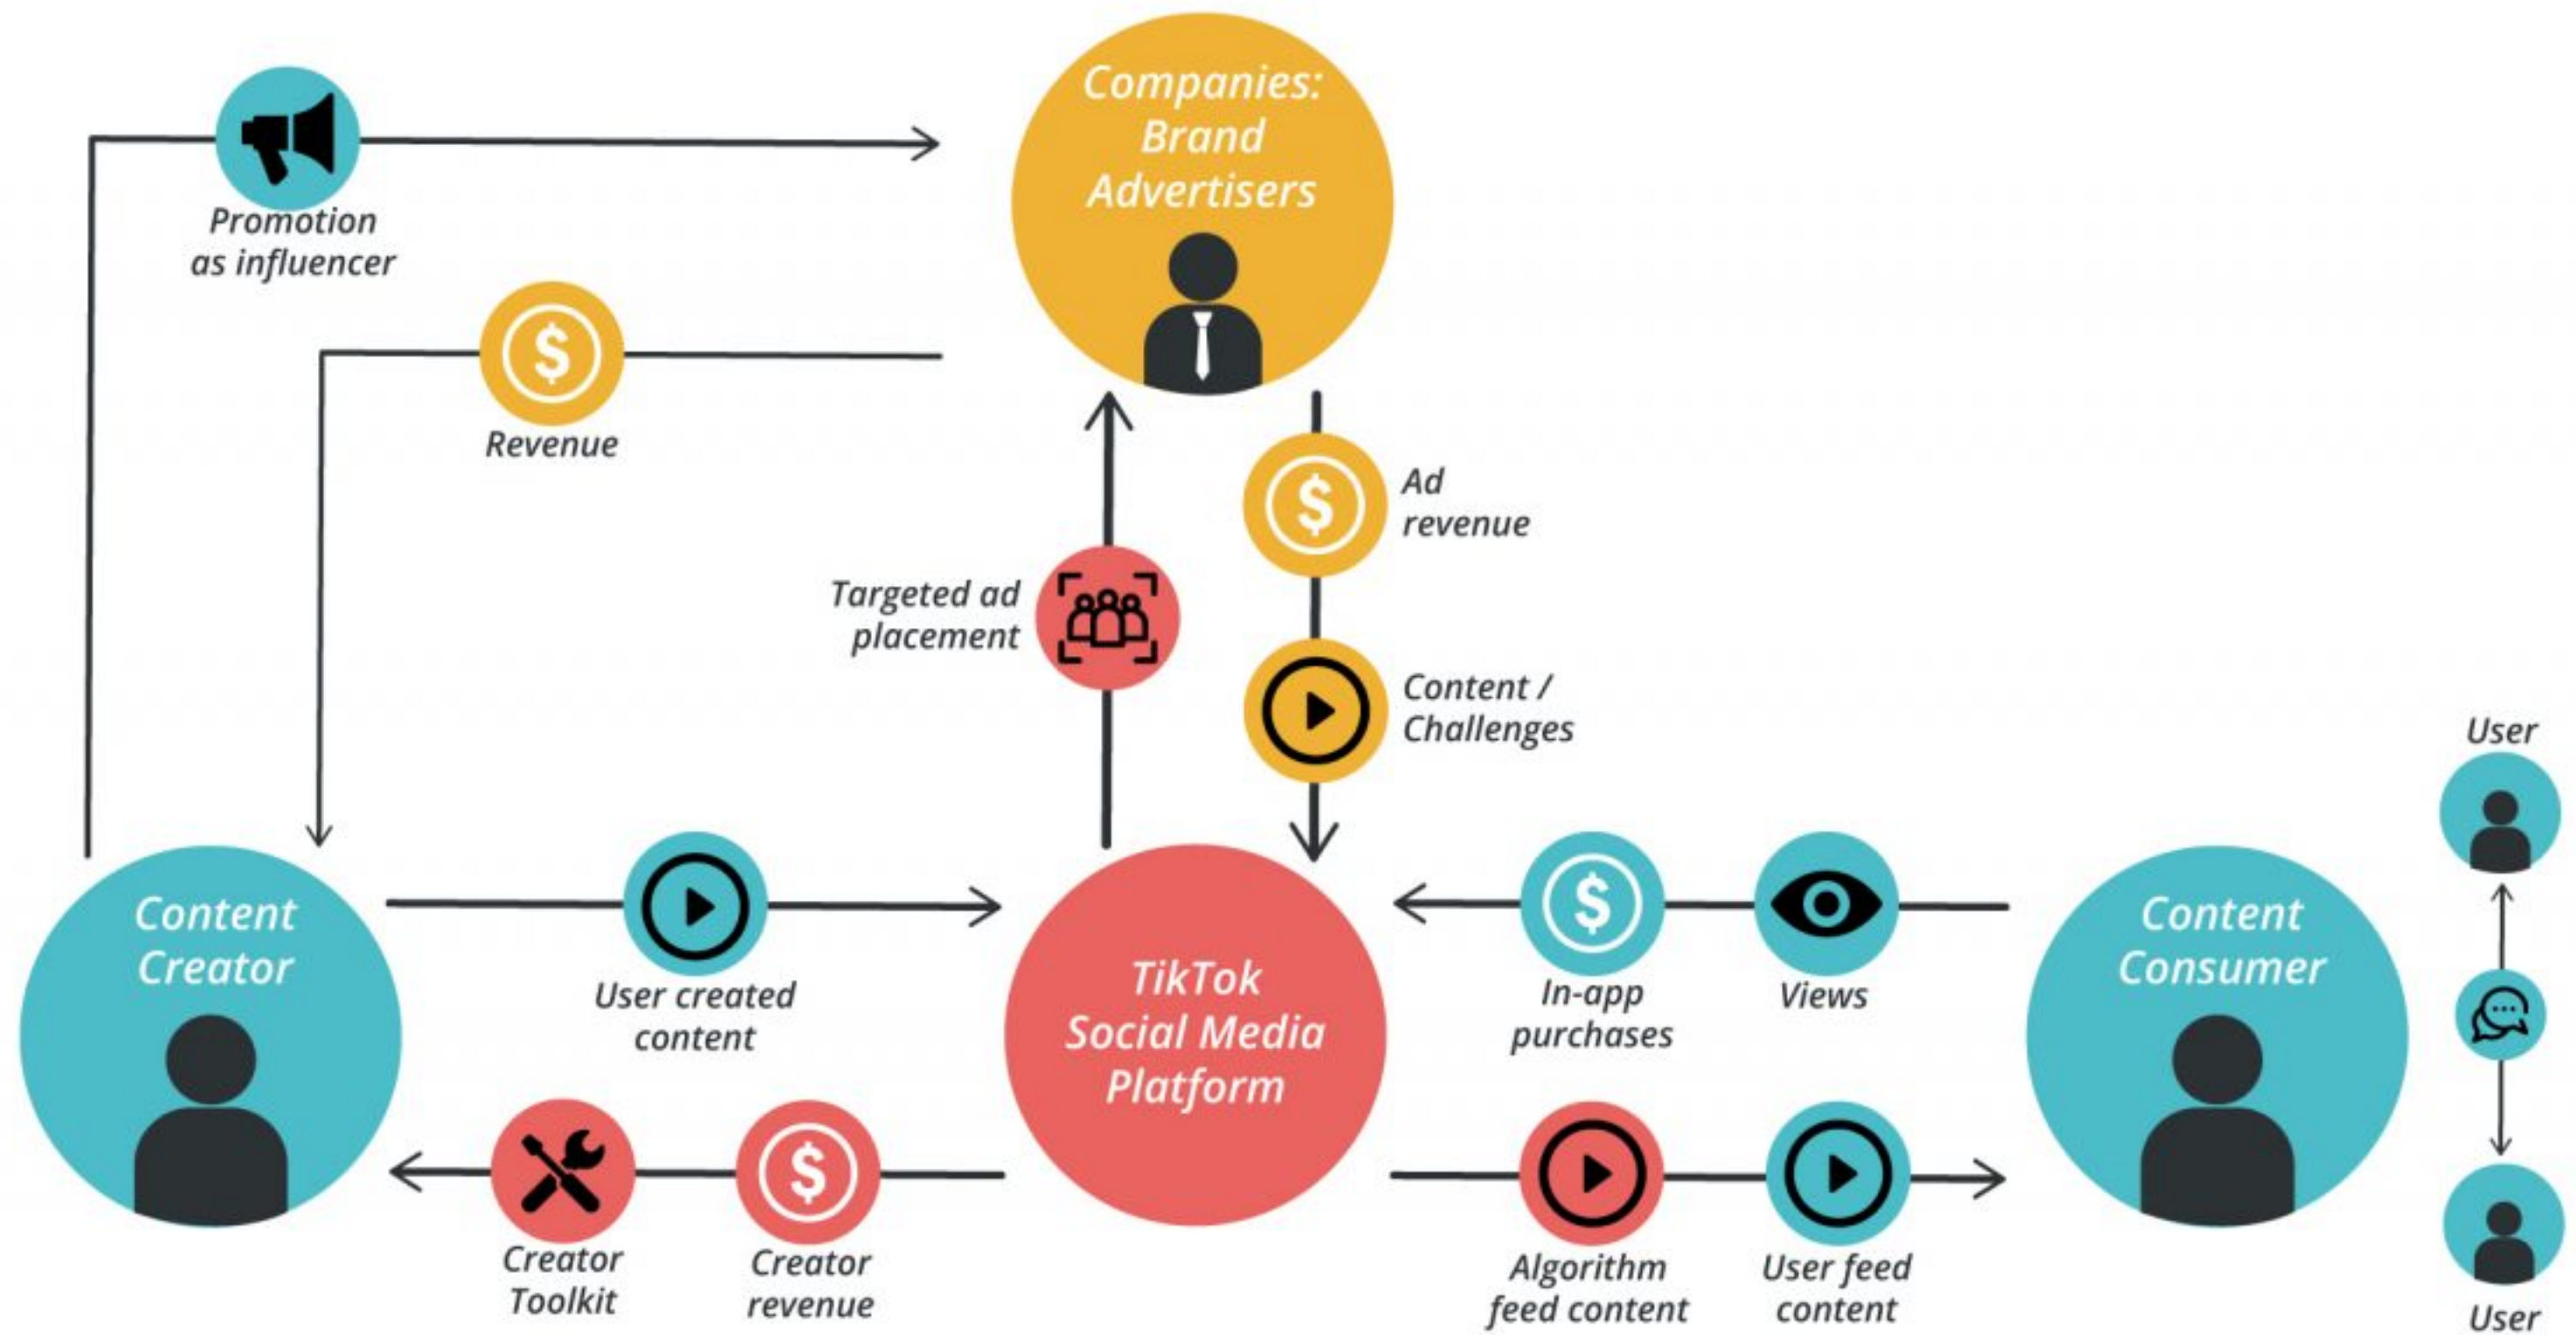 Companies:
Brand
Advertisers
Promotion
as influencer
$
Revenue
$
Ad
revenue
Targeted ad
placement
Content /
Challenges
User
Content
Creator
User created
content
TikTok
Social Media
Platform
$
In-app
purchases
Views
Content
Consumer
Creator
Toolkit
$
Creator
revenue
Algorithm
feed content
User feed
content
User